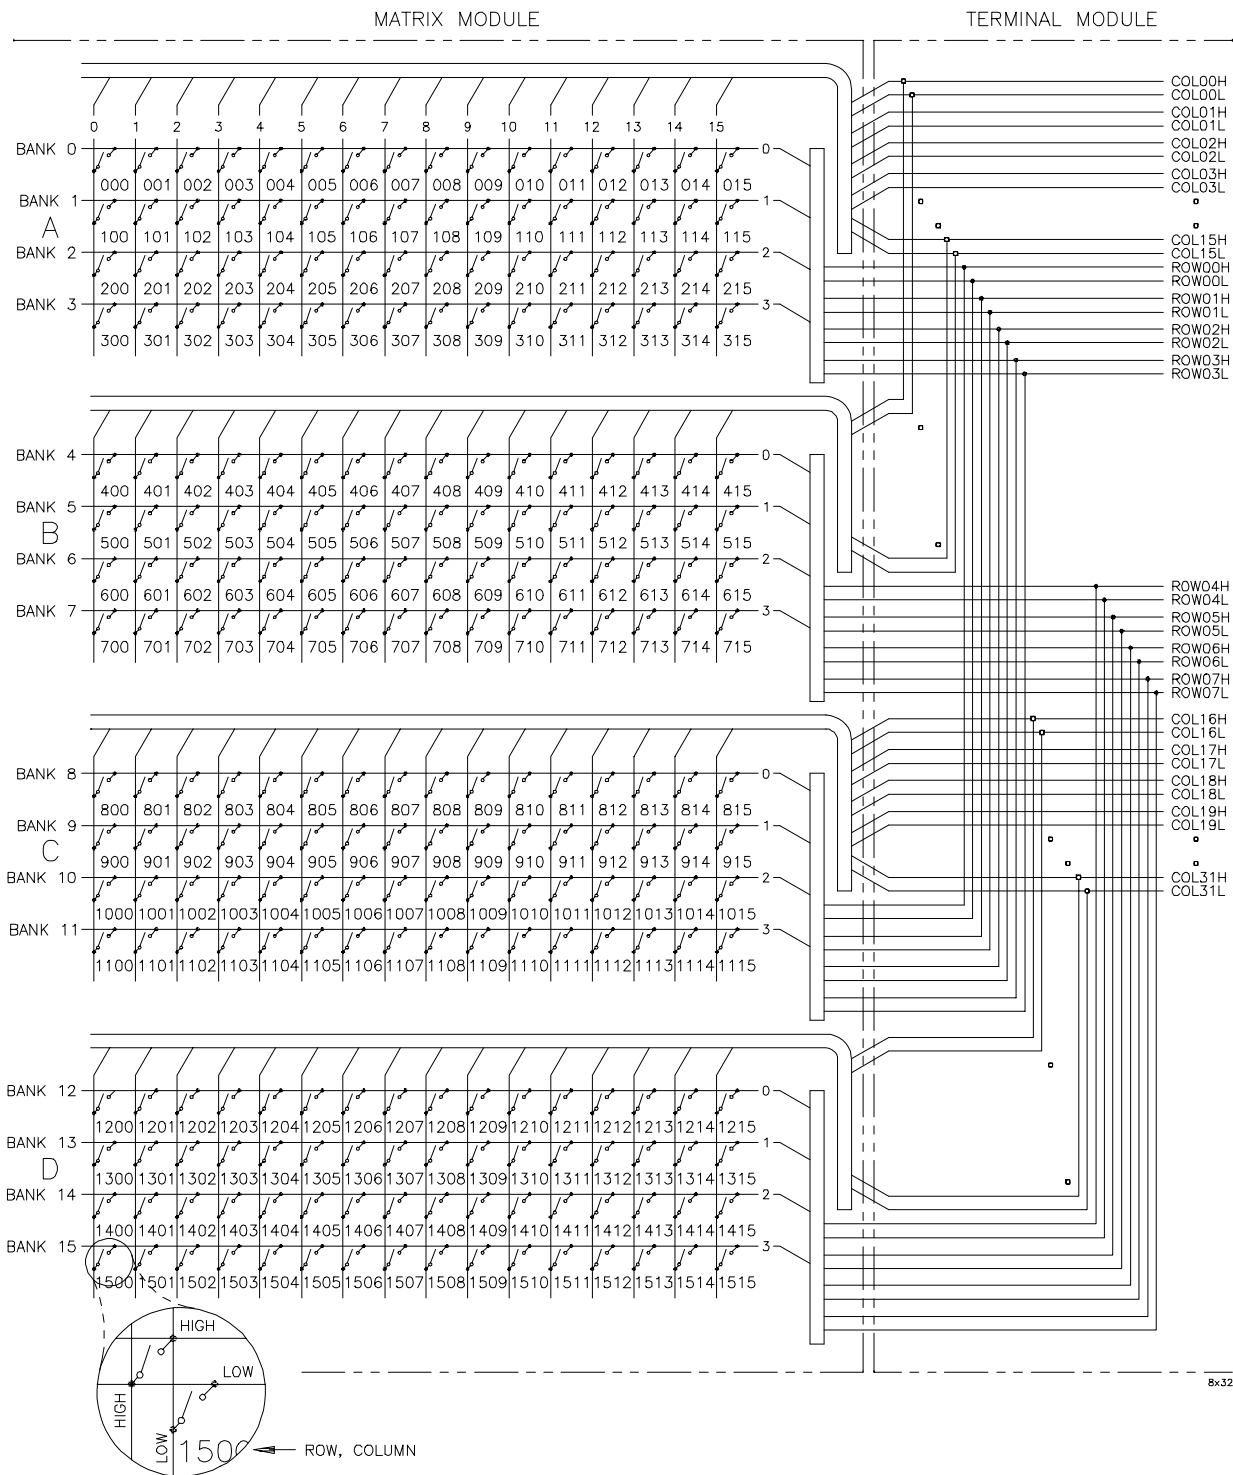 MATRIX MODULE TERMINAL MODULE
COL00H
COL00L
COL01H
0 1 2 3 4 5 6 7 8 9 10 11 12 13 14 15 COL01L
COL02H
BANK 0 0
COL02L
COL03H
000 001 002 003 004 005 006 007 008 009 010 011 012 013 014 015
COL03L
BANK 1 1
A
100 101 102 103 104 105 106 107 108 109 110 111 112 113 114 115 COL15H
BANK 2 2 COL15L
ROW00H
ROW00L
200 201 202 203 204 205 206 207 208 209 210 211 212 213 214 215
ROW01H
BANK 3 3
ROW01L
ROW02H
300 301 302 303 304 305 306 307 308 309 310 311 312 313 314 315
ROW02L
ROW03H
ROW03L
BANK 4 0
400 401 402 403 404 405 406 407 408 409 410 411 412 413 414 415
BANK 5 1
B
500 501 502 503 504 505 506 507 508 509 510 511 512 513 514 515
BANK 6 2
ROW04H
600 601 602 603 604 605 606 607 608 609 610 611 612 613 614 615
ROW04L
BANK 7 3
ROW05H
ROW05L
700 701 702 703 704 705 706 707 708 709 710 711 712 713 714 715
ROW06H
ROW06L
ROW07H
ROW07L
COL16H
COL16L
COL17H
COL17L
BANK 8 0
COL18H
COL18L
800 801 802 803 804 805 806 807 808 809 810 811 812 813 814 815
COL19H
BANK 9 1 COL19L
C
900 901 902 903 904 905 906 907 908 909 910 911 912 913 914 915
BANK 10 2 COL31H
COL31L
1000 1001 1002 1003 1004 1005 1006 1007 1008 1009 1010 1011 1012 1013 1014 1015
BANK 11 3
1100 1101 1102 1103 1104 1105 1106 1107 1108 1109 1110 1111 1112 1113 1114 1115
BANK 12 0
1200 1201 1202 1203 1204 1205 1206 1207 1208 1209 1210 1211 1212 1213 1214 1215
BANK 13 1
D
1300 1301 1302 1303 1304 1305 1306 1307 1308 1309 1310 1311 1312 1313 1314 1315
BANK 14 2
1400 1401 1402 1403 1404 1405 1406 1407 1408 1409 1410 1411 1412 1413 1414 1415
BANK 15 3
1500 1501 1502 1503 1504 1505 1506 1507 1508 1509 1510 1511 1512 1513 1514 1515
HIGH
LOW
8x32
HIGH
LOW
1500
ROW, COLUMN